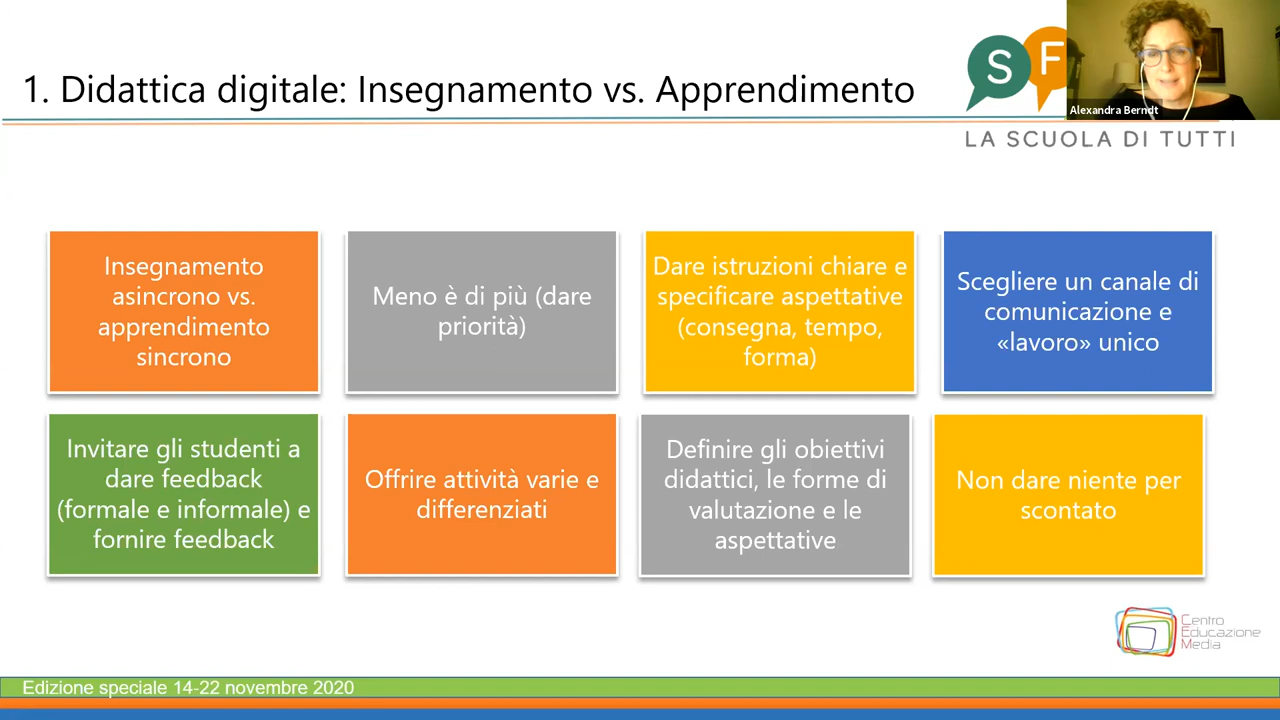 1. Didattica digitale: Insegnamento vs. Apprendimento
S F
Alexandra Berndt
LA SCUOLA DI TUTTI
Insegnamento
asincrono vs.
apprendimento
sincrono
Meno è di più (dare
priorità)
Dare istruzioni chiare e
specificare aspettative
(consegna, tempo,
forma)
Scegliere un canale di
comunicazione e
«lavoro» unico
Invitare gli studenti a
dare feedback
(formale e informale) e
fornire feedback
Offrire attività varie e
differenziati
Definire gli obiettivi
didattici, le forme di
valutazione e le
aspettative
Non dare niente per
scontato
Centro
Educazione
Media
Edizione speciale 14-22 novembre 2020